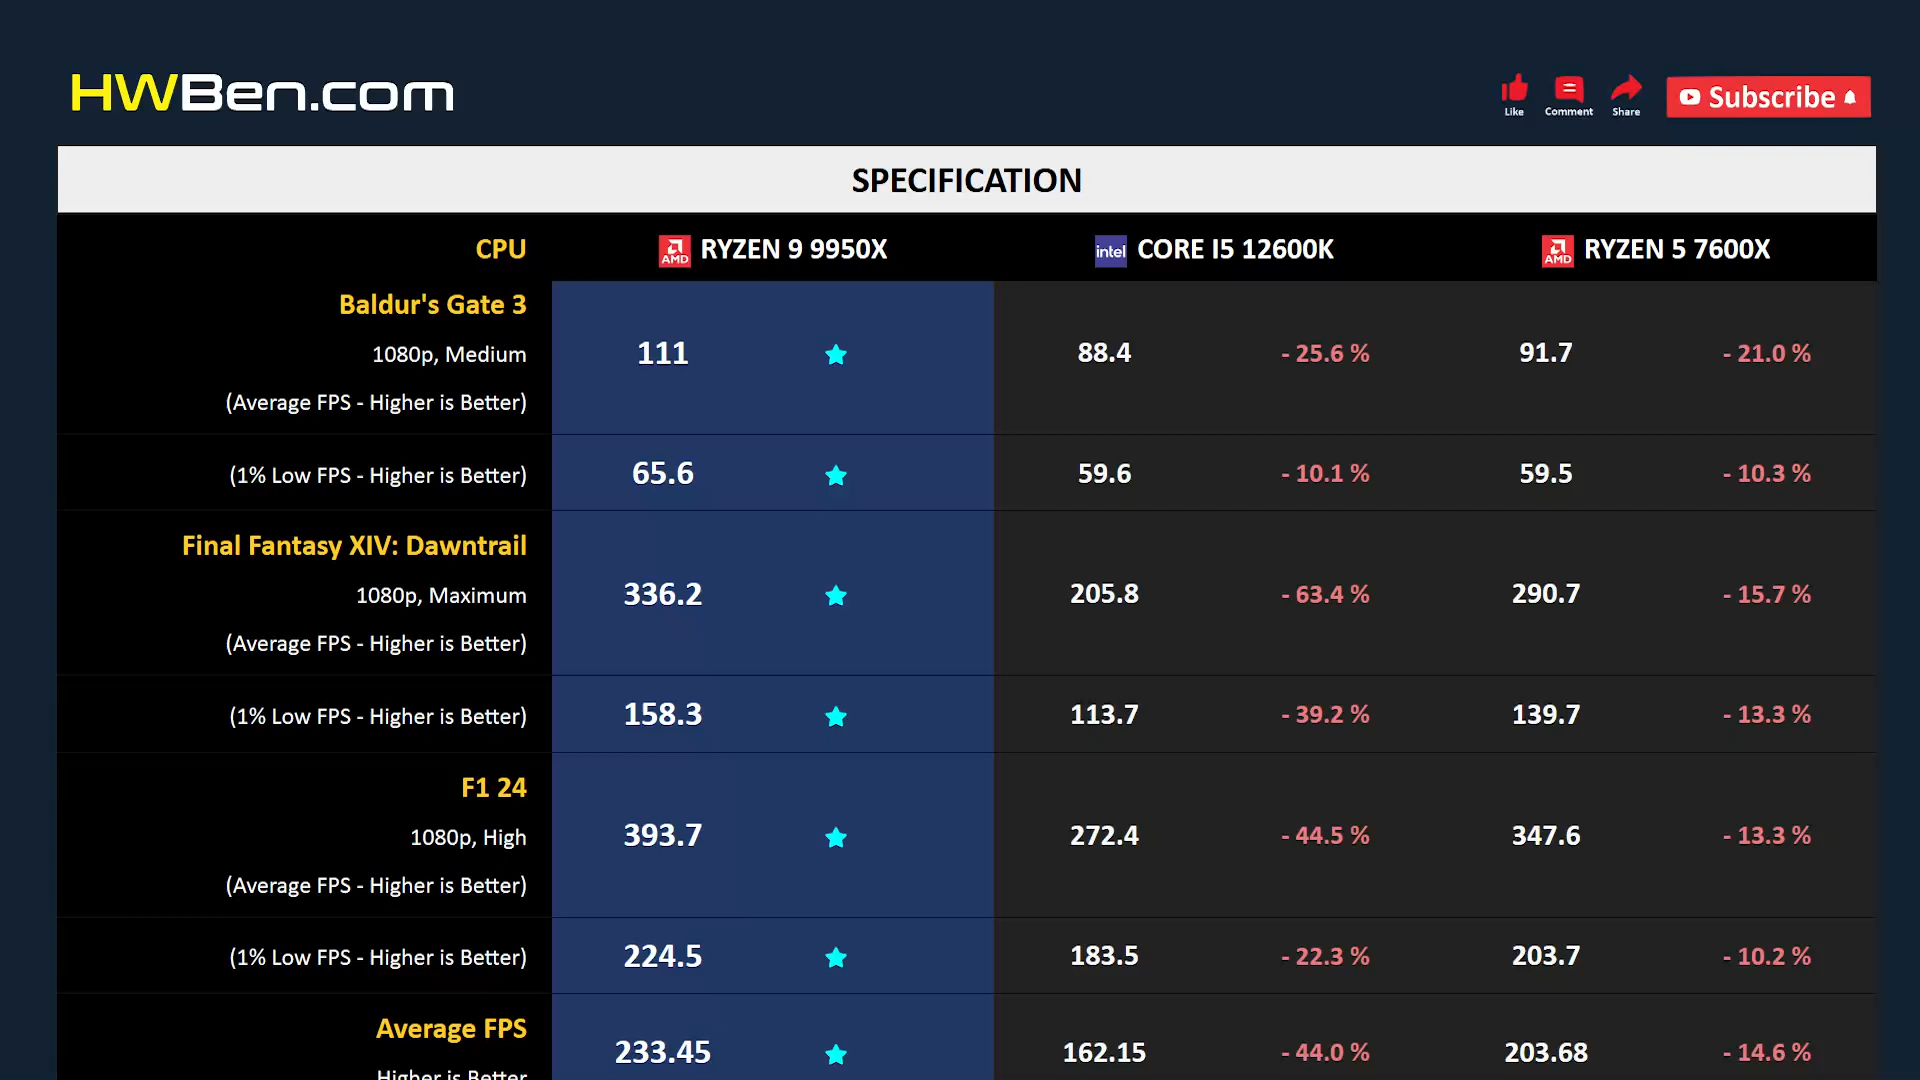 HWBen.com
Like
Comment
Share
Subscribe
SPECIFICATION
CPU AMD RYZEN 9 9950X intel CORE I5 12600K AMD RYZEN 5 7600X
Baldur's Gate 3
1080p, Medium 111 88.4 - 25.6 % 91.7 - 21.0 %
(Average FPS - Higher is Better)
(1% Low FPS - Higher is Better) 65.6 59.6 - 10.1 % 59.5 - 10.3 %
Final Fantasy XIV: Dawntrail
1080p, Maximum 336.2 205.8 - 63.4 % 290.7 - 15.7 %
(Average FPS - Higher is Better)
(1% Low FPS - Higher is Better) 158.3 113.7 - 39.2 % 139.7 - 13.3 %
F1 24
1080p, High 393.7 272.4 - 44.5 % 347.6 - 13.3 %
(Average FPS - Higher is Better)
(1% Low FPS - Higher is Better) 224.5 183.5 - 22.3 % 203.7 - 10.2 %
Average FPS
233.45 162.15 - 44.0 % 203.68 - 14.6 %
Higher is Better